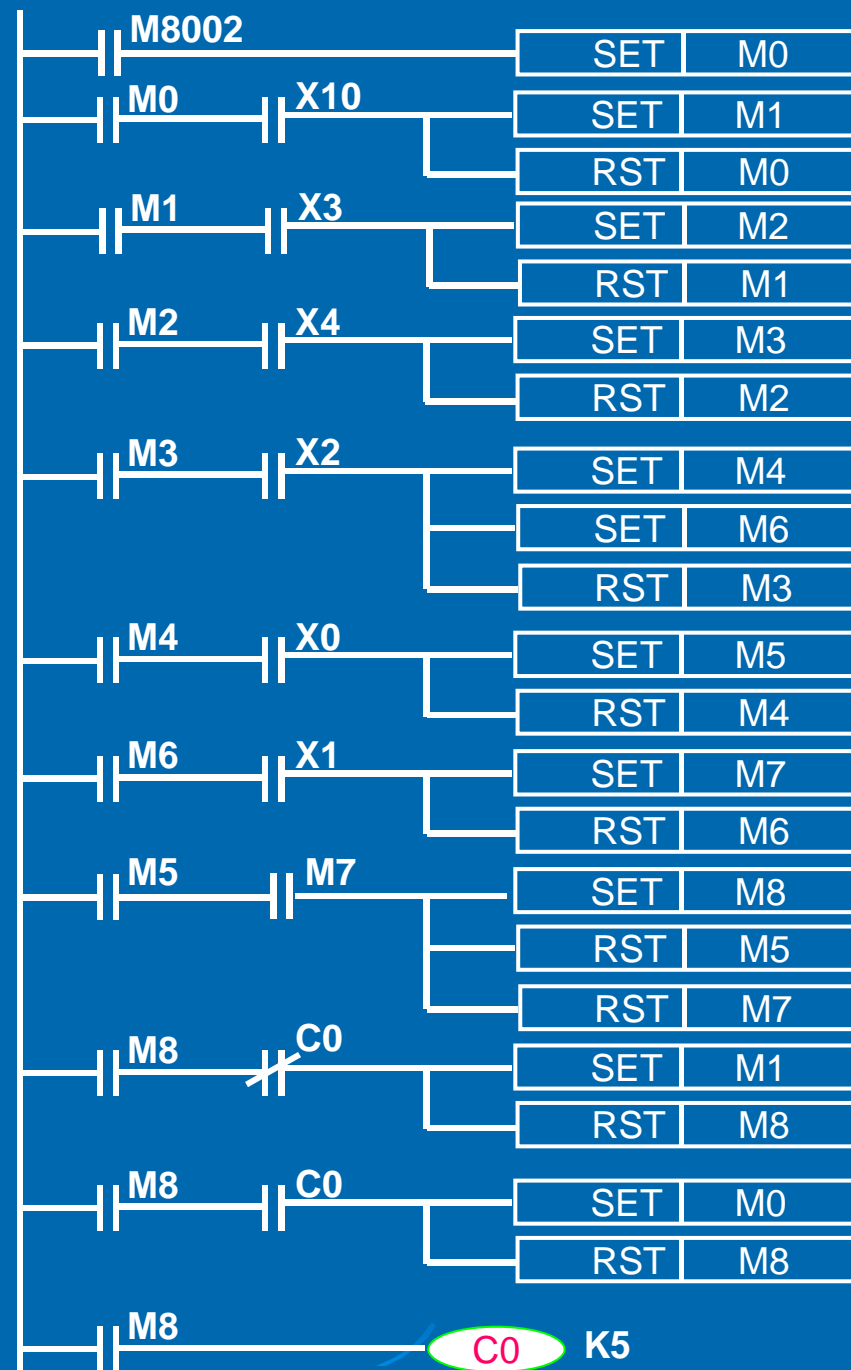 M8002
SET M0
M0 X10
SET M1
RST M0
M1 X3
SET M2
RST M1
M2 X4
SET M3
RST M2
M3 X2
SET M4
SET M6
RST M3
M4 X0
SET M5
RST M4
M6 X1
SET M7
RST M6
M5 M7
SET M8
RST M5
RST M7
M8 C0
SET M1
RST M8
M8 C0
SET M0
RST M8
M8
C0 K5